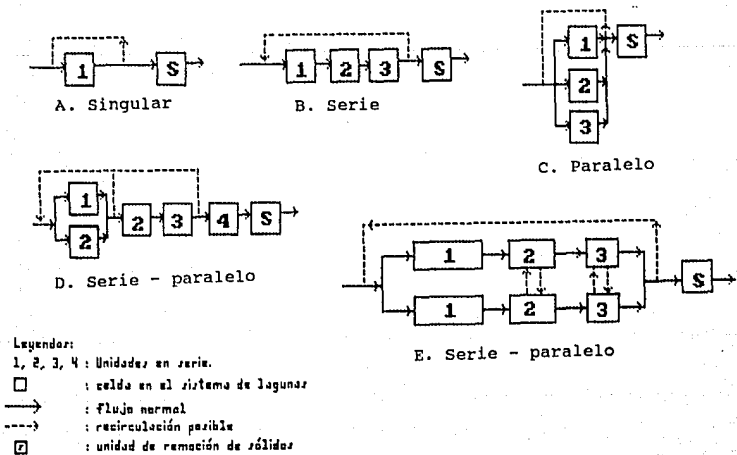 1
S
A. Singular
1 2 3 S
B. Serie
1 S
2
3
C. Paralelo
1
2
2 3 4 S
D. Serie - paralelo
1 2 3
S
1 2 3
E. Serie - paralelo
Leyendas:
1, 2, 3, 4 : Unidades en serie.
: celda en el sistema de lagunas
: flujo normal
: recirculación posible
r : unidad de remoción de sólidos